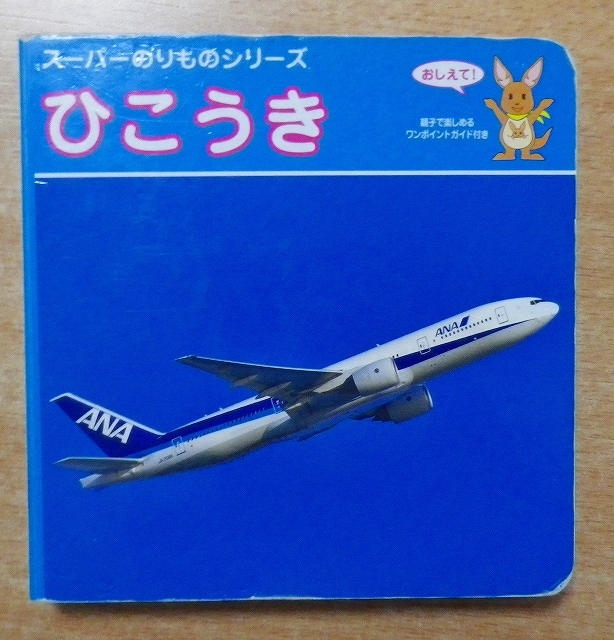 スーパーのりものシリーズ
ひこうき
おしえて!
親子で楽しめる
ワンポイントガイド付き
ANA
ANA